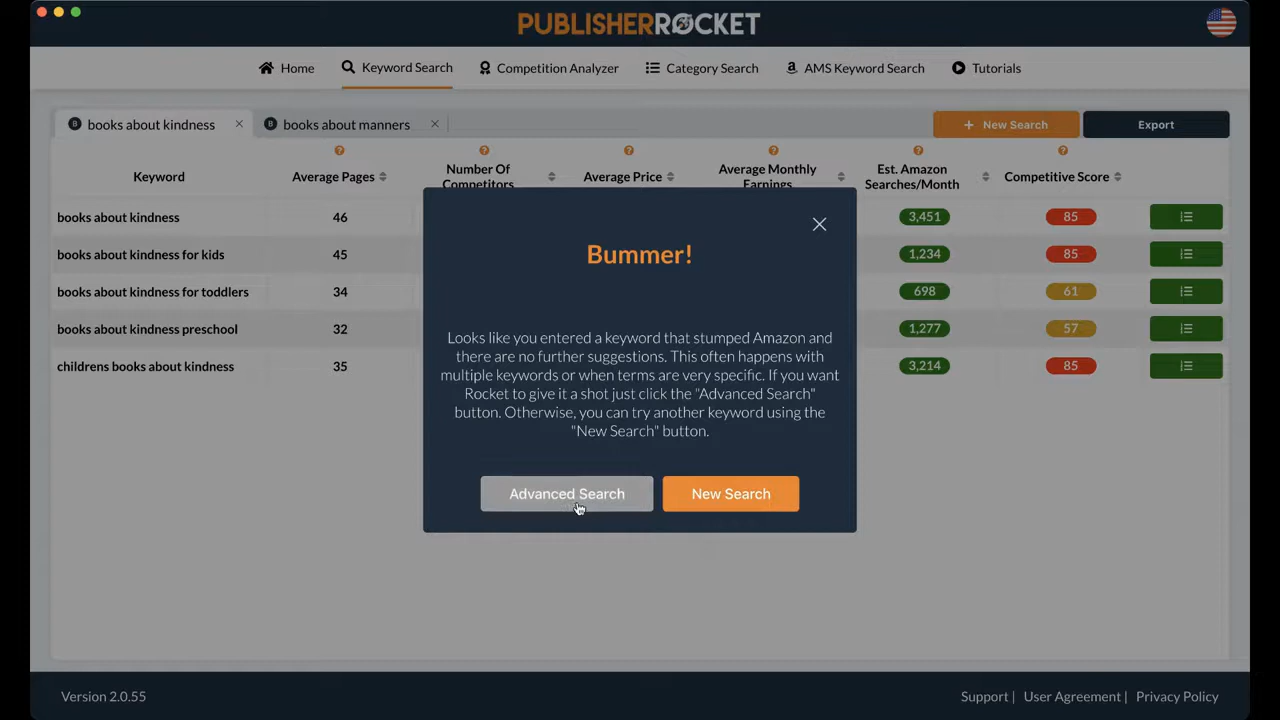 PUBLISHERROCKET
Home
Keyword Search
Competition Analyzer
Category Search
AMS Keyword Search
Tutorials
books about kindness
books about manners
+ New Search
Export
Keyword
Average Pages
Number Of
Competitors
Average Price
Average Monthly
Earnings
Est. Amazon
Searches/Month
Competitive Score
books about kindness 46 3,451 85
books about kindness for kids 45 1,234 85
books about kindness for toddlers 34 698 61
books about kindness preschool 32 1,277 57
childrens books about kindness 35 3,214 85
Bummer!
Looks like you entered a keyword that stumped Amazon and
there are no further suggestions. This often happens with
multiple keywords or when terms are very specific. If you want
Rocket to give it a shot just click the "Advanced Search"
button. Otherwise, you can try another keyword using the
"New Search" button.
Advanced Search
New Search
Version 2.0.55
Support | User Agreement | Privacy Policy